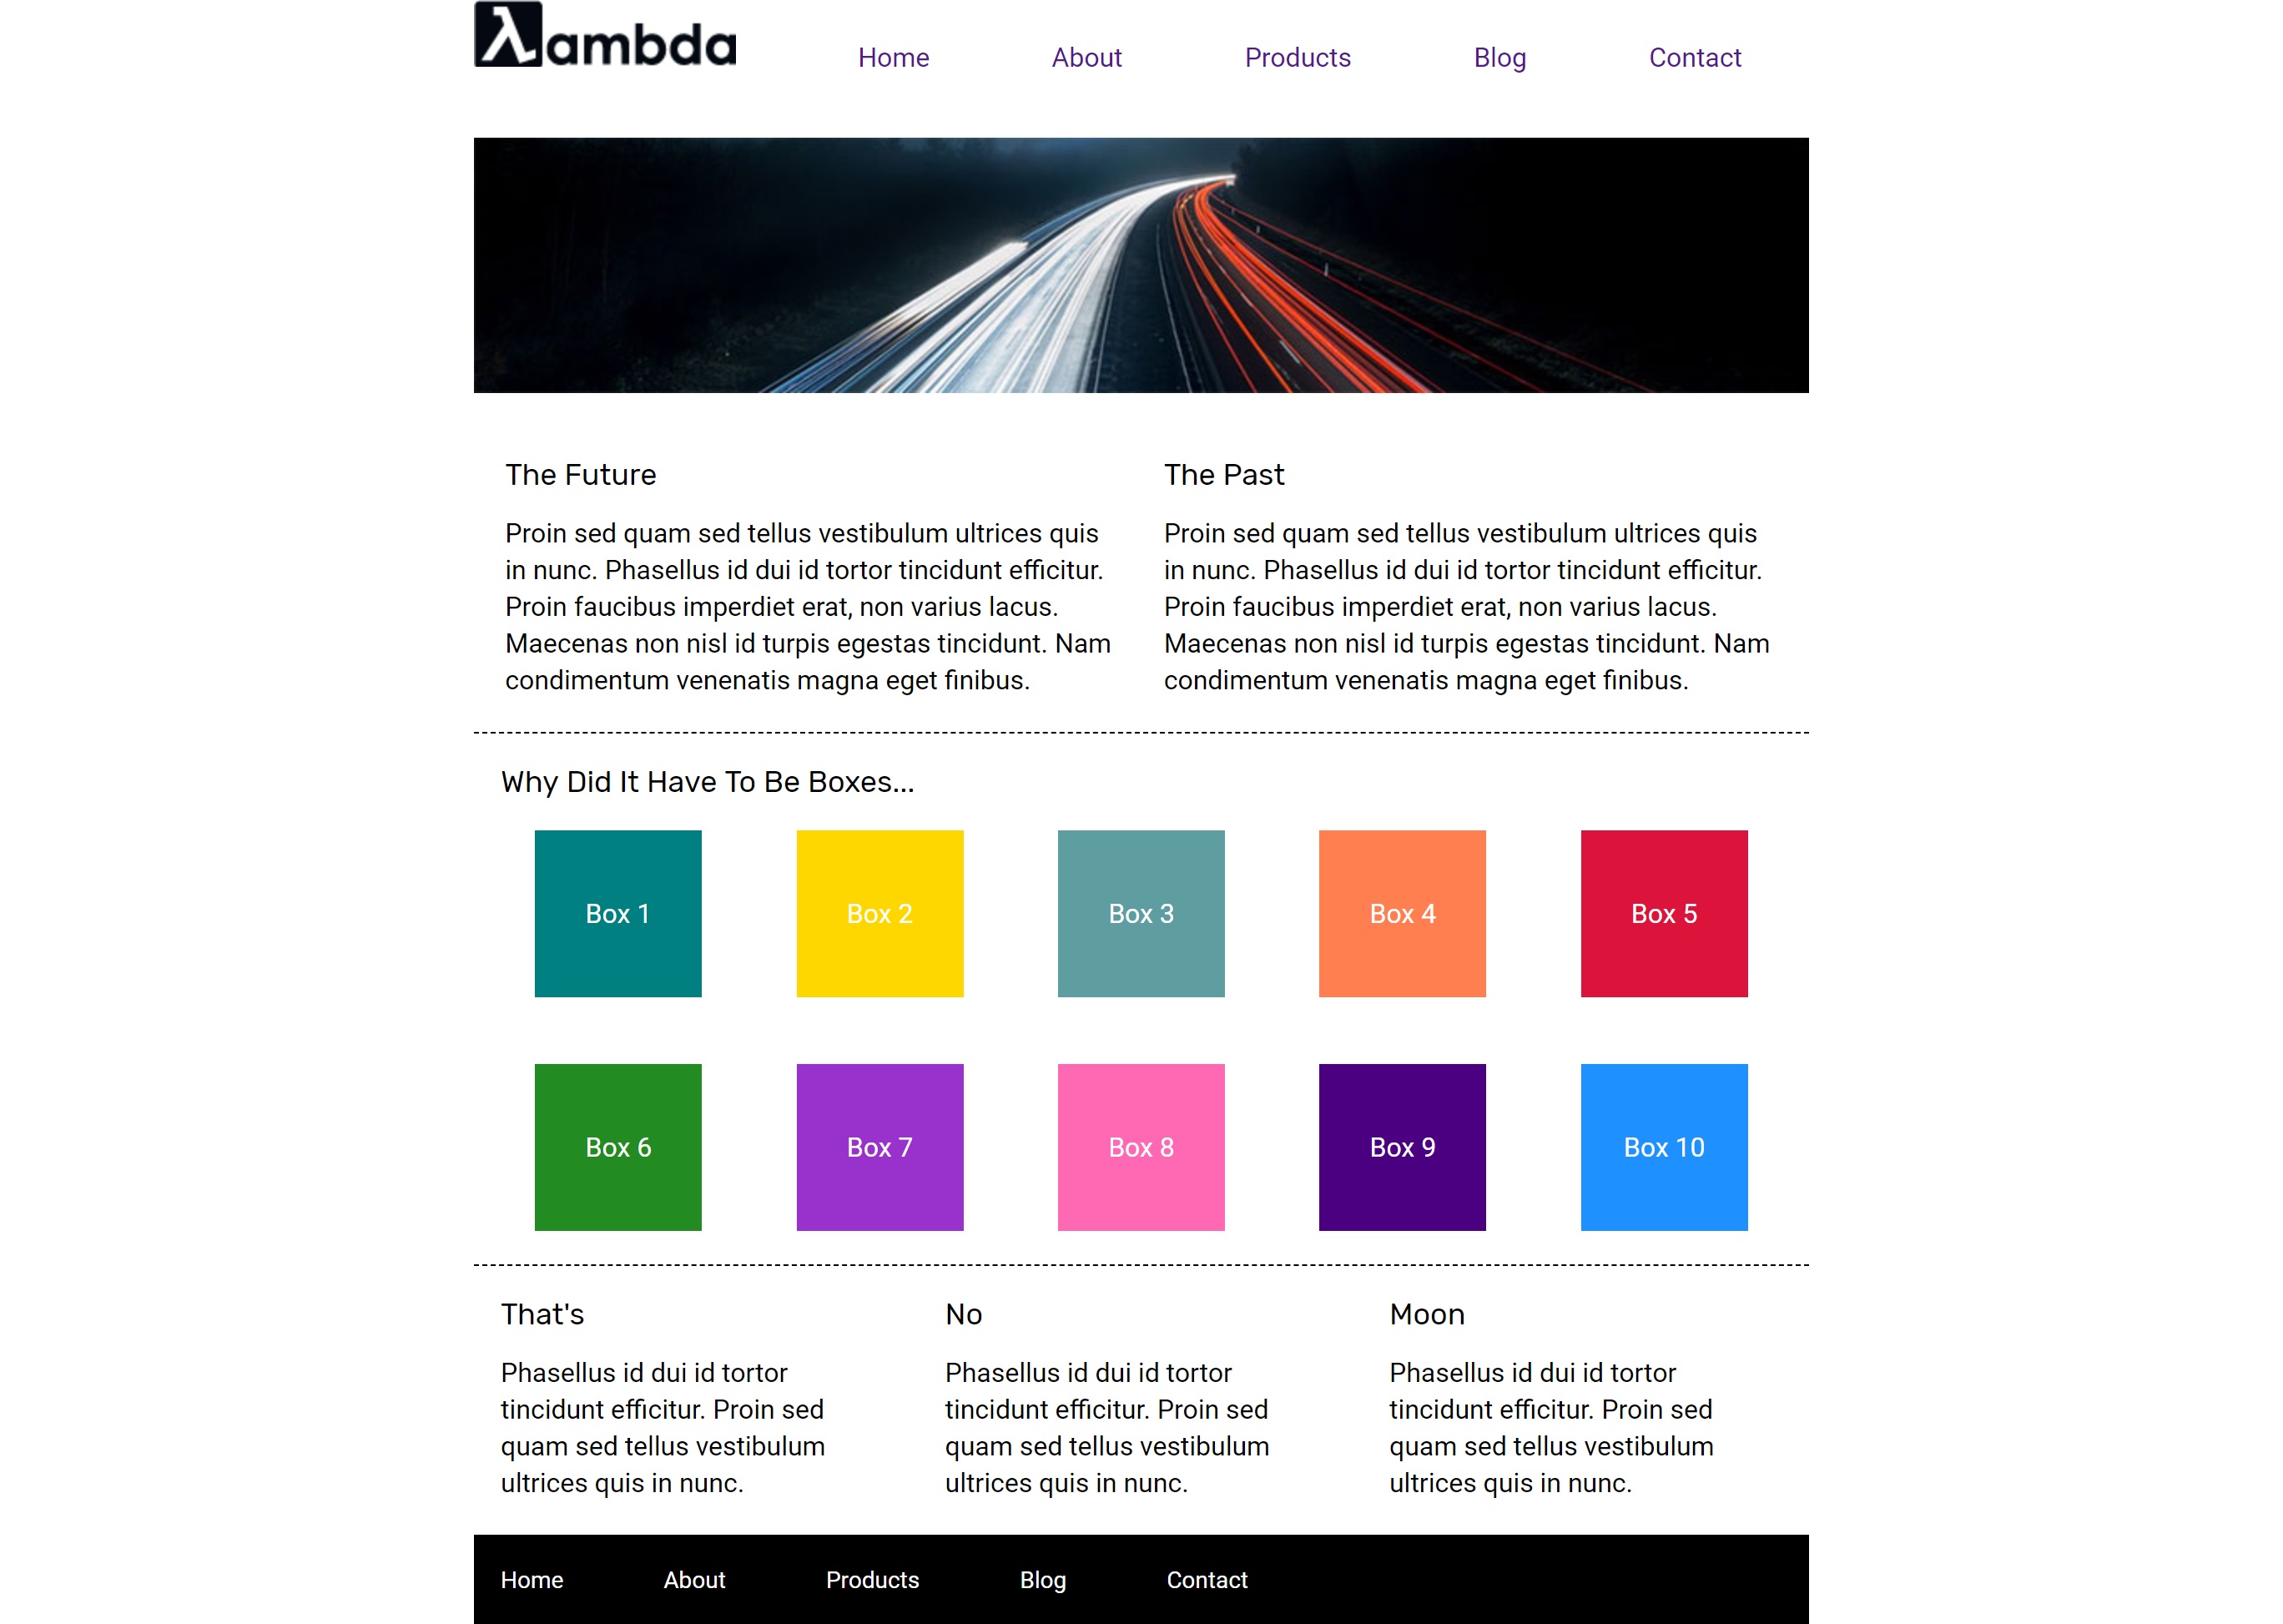 λambda
Home About Products Blog Contact
The Future
Proin sed quam sed tellus vestibulum ultrices quis
in nunc. Phasellus id dui id tortor tincidunt efficitur.
Proin faucibus imperdiet erat, non varius lacus.
Maecenas non nisl id turpis egestas tincidunt. Nam
condimentum venenatis magna eget finibus.
The Past
Proin sed quam sed tellus vestibulum ultrices quis
in nunc. Phasellus id dui id tortor tincidunt efficitur.
Proin faucibus imperdiet erat, non varius lacus.
Maecenas non nisl id turpis egestas tincidunt. Nam
condimentum venenatis magna eget finibus.
Why Did It Have To Be Boxes...
Box 1 Box 2 Box 3 Box 4 Box 5
Box 6 Box 7 Box 8 Box 9 Box 10
That's
Phasellus id dui id tortor
tincidunt efficitur. Proin sed
quam sed tellus vestibulum
ultrices quis in nunc.
No
Phasellus id dui id tortor
tincidunt efficitur. Proin sed
quam sed tellus vestibulum
ultrices quis in nunc.
Moon
Phasellus id dui id tortor
tincidunt efficitur. Proin sed
quam sed tellus vestibulum
ultrices quis in nunc.
Home About Products Blog Contact